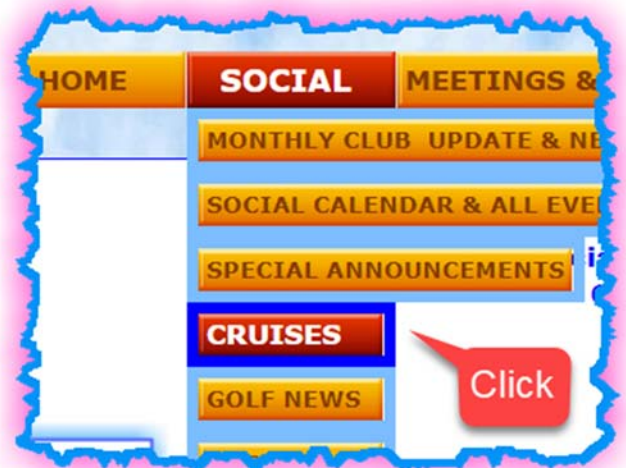 HOME SOCIAL MEETINGS &
MONTHLY CLUB UPDATE & NE
SOCIAL CALENDAR & ALL EVE
SPECIAL ANNOUNCEMENTS
CRUISES
Click
GOLF NEWS